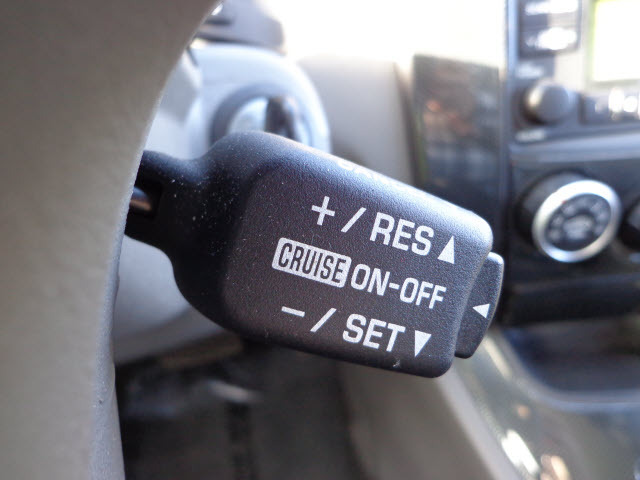 + / RES ▲
CRUISE ON-OFF
– / SET ▼